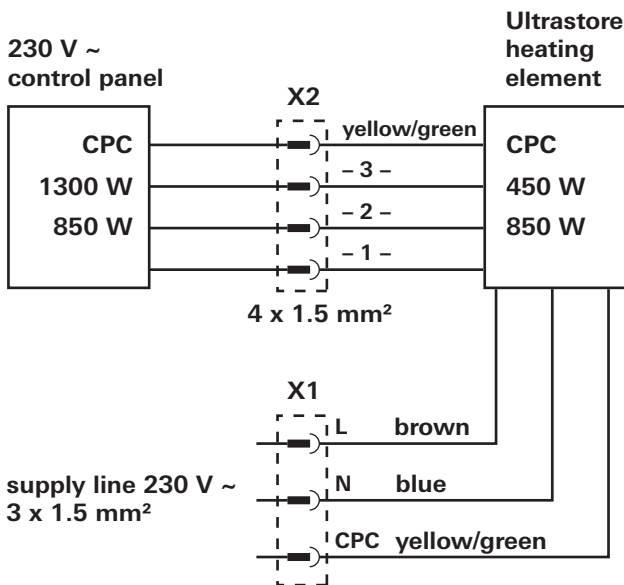 230 V ~
control panel
Ultrastore
heating
element
X2
CPC
1300 W
850 W
yellow/green
– 3 –
– 2 –
– 1 –
CPC
450 W
850 W
4 x 1.5 mm²
X1
L brown
supply line 230 V ~
3 x 1.5 mm²
N blue
CPC yellow/green